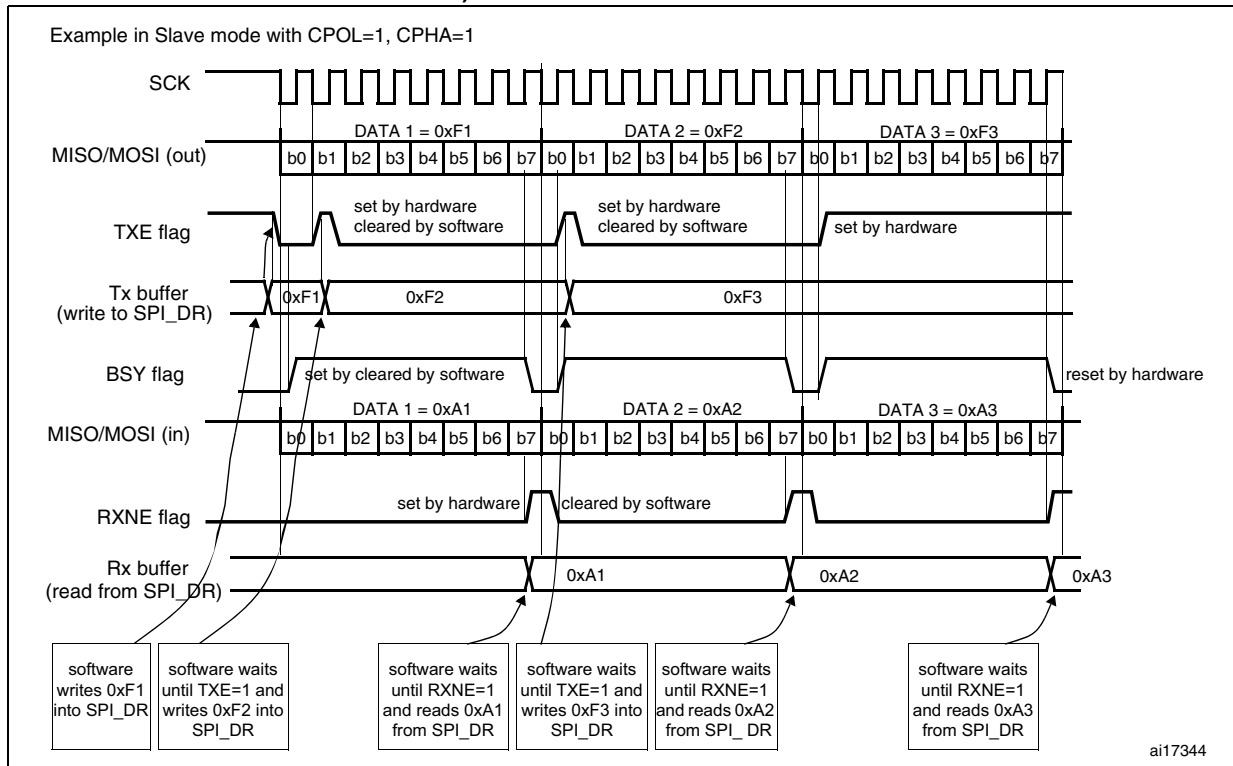 Example in Slave mode with CPOL=1, CPHA=1
SCK
DATA 1 = 0xF1
DATA 2 = 0xF2
DATA 3 = 0xF3
MISO/MOSI (out)
b0 b1 b2 b3 b4 b5 b6 b7 b0 b1 b2 b3 b4 b5 b6 b7 b0 b1 b2 b3 b4 b5 b6 b7
TXE flag
set by hardware
cleared by software
set by hardware
cleared by software
set by hardware
Tx buffer
(write to SPI_DR)
0xF1
0xF2
0xF3
BSY flag
set by cleared by software
reset by hardware
DATA 1 = 0xA1
DATA 2 = 0xA2
DATA 3 = 0xA3
MISO/MOSI (in)
b0 b1 b2 b3 b4 b5 b6 b7 b0 b1 b2 b3 b4 b5 b6 b7 b0 b1 b2 b3 b4 b5 b6 b7
RXNE flag
set by hardware
cleared by software
Rx buffer
(read from SPI_DR)
0xA1
0xA2
0xA3
software
writes 0xF1
into SPI_DR
software waits
until TXE=1 and
writes 0xF2 into
SPI_DR
software waits
until RXNE=1
and reads 0xA1
from SPI_DR
software waits
until TXE=1 and
writes 0xF3 into
SPI_DR
software waits
until RXNE=1
and reads 0xA2
from SPI_ DR
software waits
until RXNE=1
and reads 0xA3
from SPI_DR
ai17344